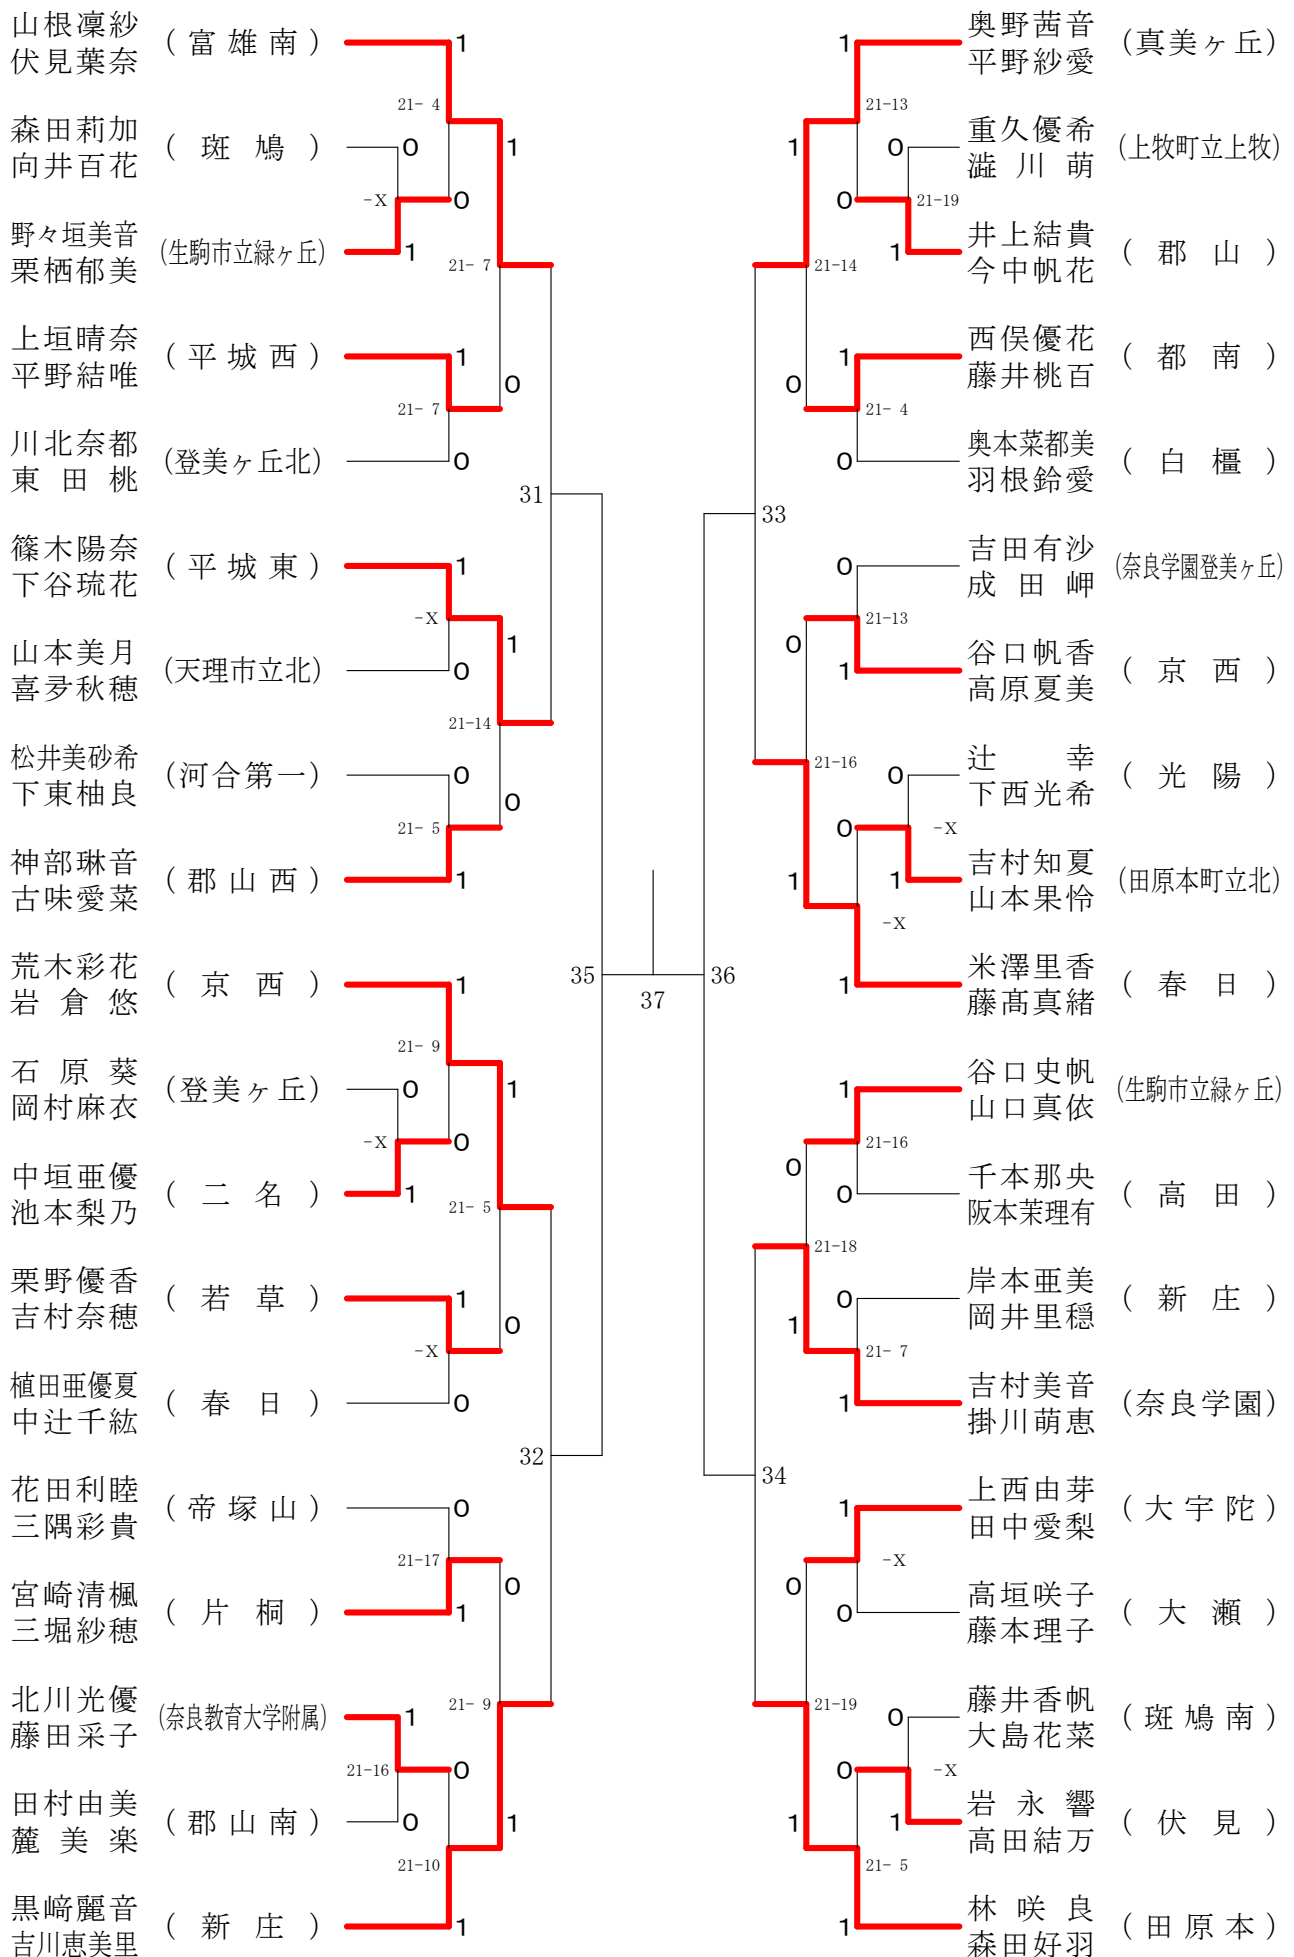 山根凜紗
伏見葉奈
(富雄南)
1
21- 4
森田莉加
向井百花
(斑鳩)
0
1
-X
0
野々垣美音
栗栖郁美
(生駒市立緑ヶ丘)
1
21- 7
上垣晴奈
平野結唯
(平城西)
1
0
21- 7
川北奈都
東田桃
(登美ヶ丘北)
0
31
篠木陽奈
下谷琉花
(平城東)
1
-X
1
山本美月
喜夛秋穂
(天理市立北)
0
21-14
松井美砂希
下東柚良
(河合第一)
0
0
21- 5
神部琳音
古味愛菜
(郡山西)
1
35
37
36
荒木彩花
岩倉悠
(京西)
1
21- 9
石原葵
岡村麻衣
(登美ヶ丘)
0
1
-X
0
中垣亜優
池本梨乃
(二名)
1
21- 5
栗野優香
吉村奈穂
(若草)
1
0
-X
植田亜優夏
中辻千紘
(春日)
0
32
花田利睦
三隅彩貴
(帝塚山)
0
21-17
0
宮崎清楓
三堀紗穂
(片桐)
1
北川光優
藤田采子
(奈良教育大学附属)
1
21- 9
21-16
0
田村由美
麓美楽
(郡山南)
0
1
21-10
黒﨑麗音
吉川恵美里
(新庄)
1
1
奥野茜音
平野紗愛
(真美ヶ丘)
21-13
1
0
重久優希
澁川萌
(上牧町立上牧)
0
21-19
1
井上結貴
今中帆花
(郡山)
21-14
1
西俣優花
藤井桃百
(都南)
0
21- 4
0
奥本菜都美
羽根鈴愛
(白橿)
33
0
吉田有沙
成田岬
(奈良学園登美ヶ丘)
21-13
0
1
谷口帆香
高原夏美
(京西)
21-16
0
辻幸
下西光希
(光陽)
0
-X
1
1
吉村知夏
山本果怜
(田原本町立北)
-X
1
米澤里香
藤髙真緒
(春日)
1
谷口史帆
山口真依
(生駒市立緑ヶ丘)
21-16
0
0
千本那央
阪本茉理有
(高田)
21-18
0
岸本亜美
岡井里穏
(新庄)
1
21- 7
1
吉村美音
掛川萌恵
(奈良学園)
34
1
上西由芽
田中愛梨
(大宇陀)
-X
0
0
高垣咲子
藤本理子
(大瀬)
21-19
0
藤井香帆
大島花菜
(斑鳩南)
0
-X
1
1
岩永響
高田結万
(伏見)
21- 5
1
林咲良
森田好羽
(田原本)